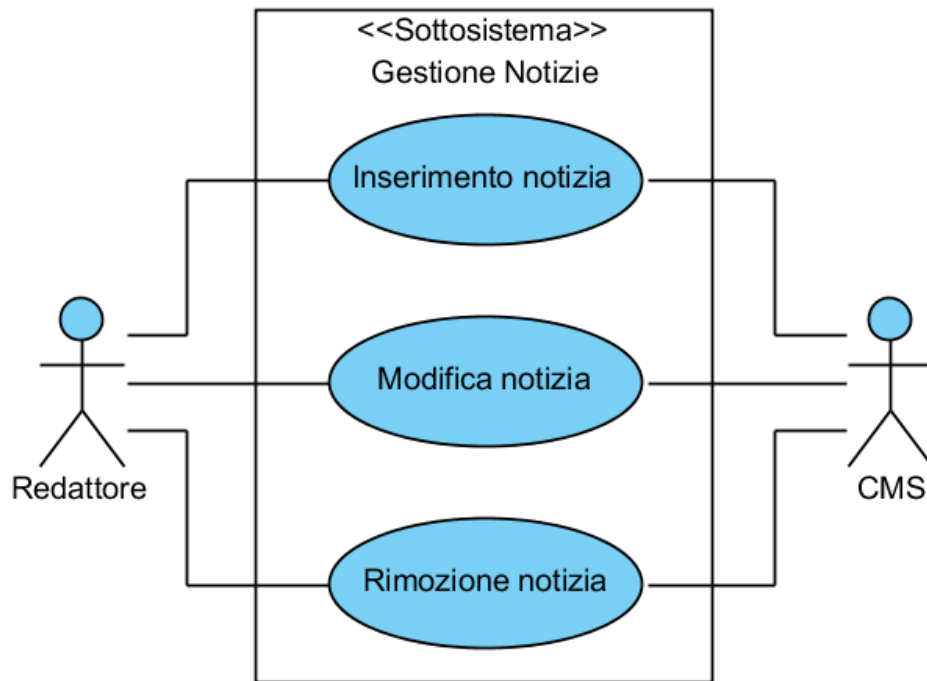 <<Sottosistema>>
Gestione Notizie
Inserimento notizia
Modifica notizia
Redattore
CMS
Rimozione notizia